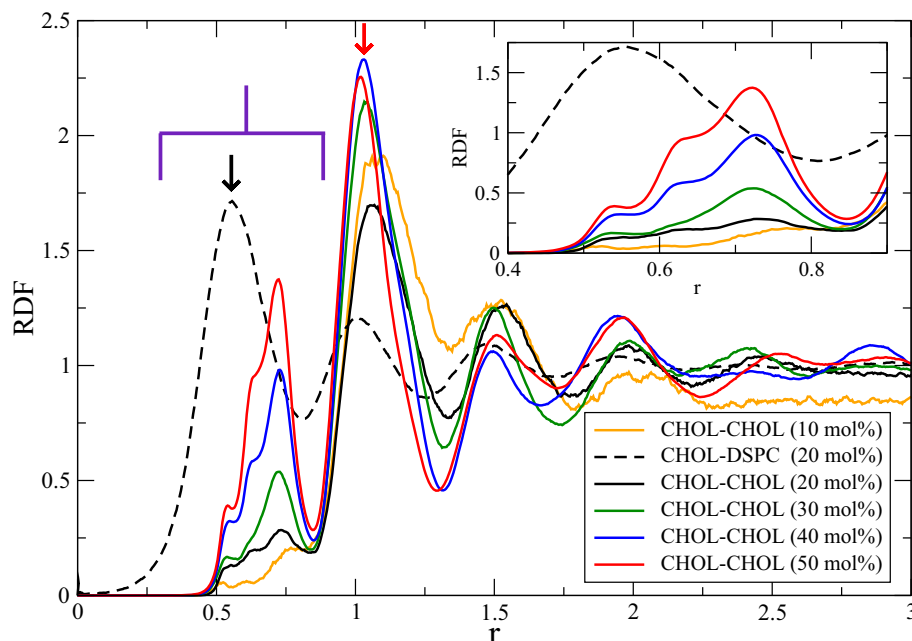 2.5
2
1.5
1
0.5
0
RDF
0
0.5
1
1.5
2
2.5
3
r
1.5
1
0.5
0
RDF
0.4
0.6
0.8
r
CHOL-CHOL (10 mol%)
CHOL-DSPC (20 mol%)
CHOL-CHOL (20 mol%)
CHOL-CHOL (30 mol%)
CHOL-CHOL (40 mol%)
CHOL-CHOL (50 mol%)